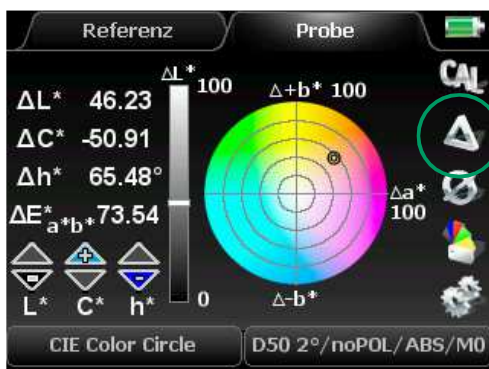 Referenz Probe
CAL
ΔL* 46.23
ΔC* -50.91
Δh* 65.48°
ΔE*a*b* 73.54
ΔL*
100
0
Δ+b* 100
Δa*
100
Δ-b*
L* C* h*
CIE Color Circle D50 2°/noPOL/ABS/M0